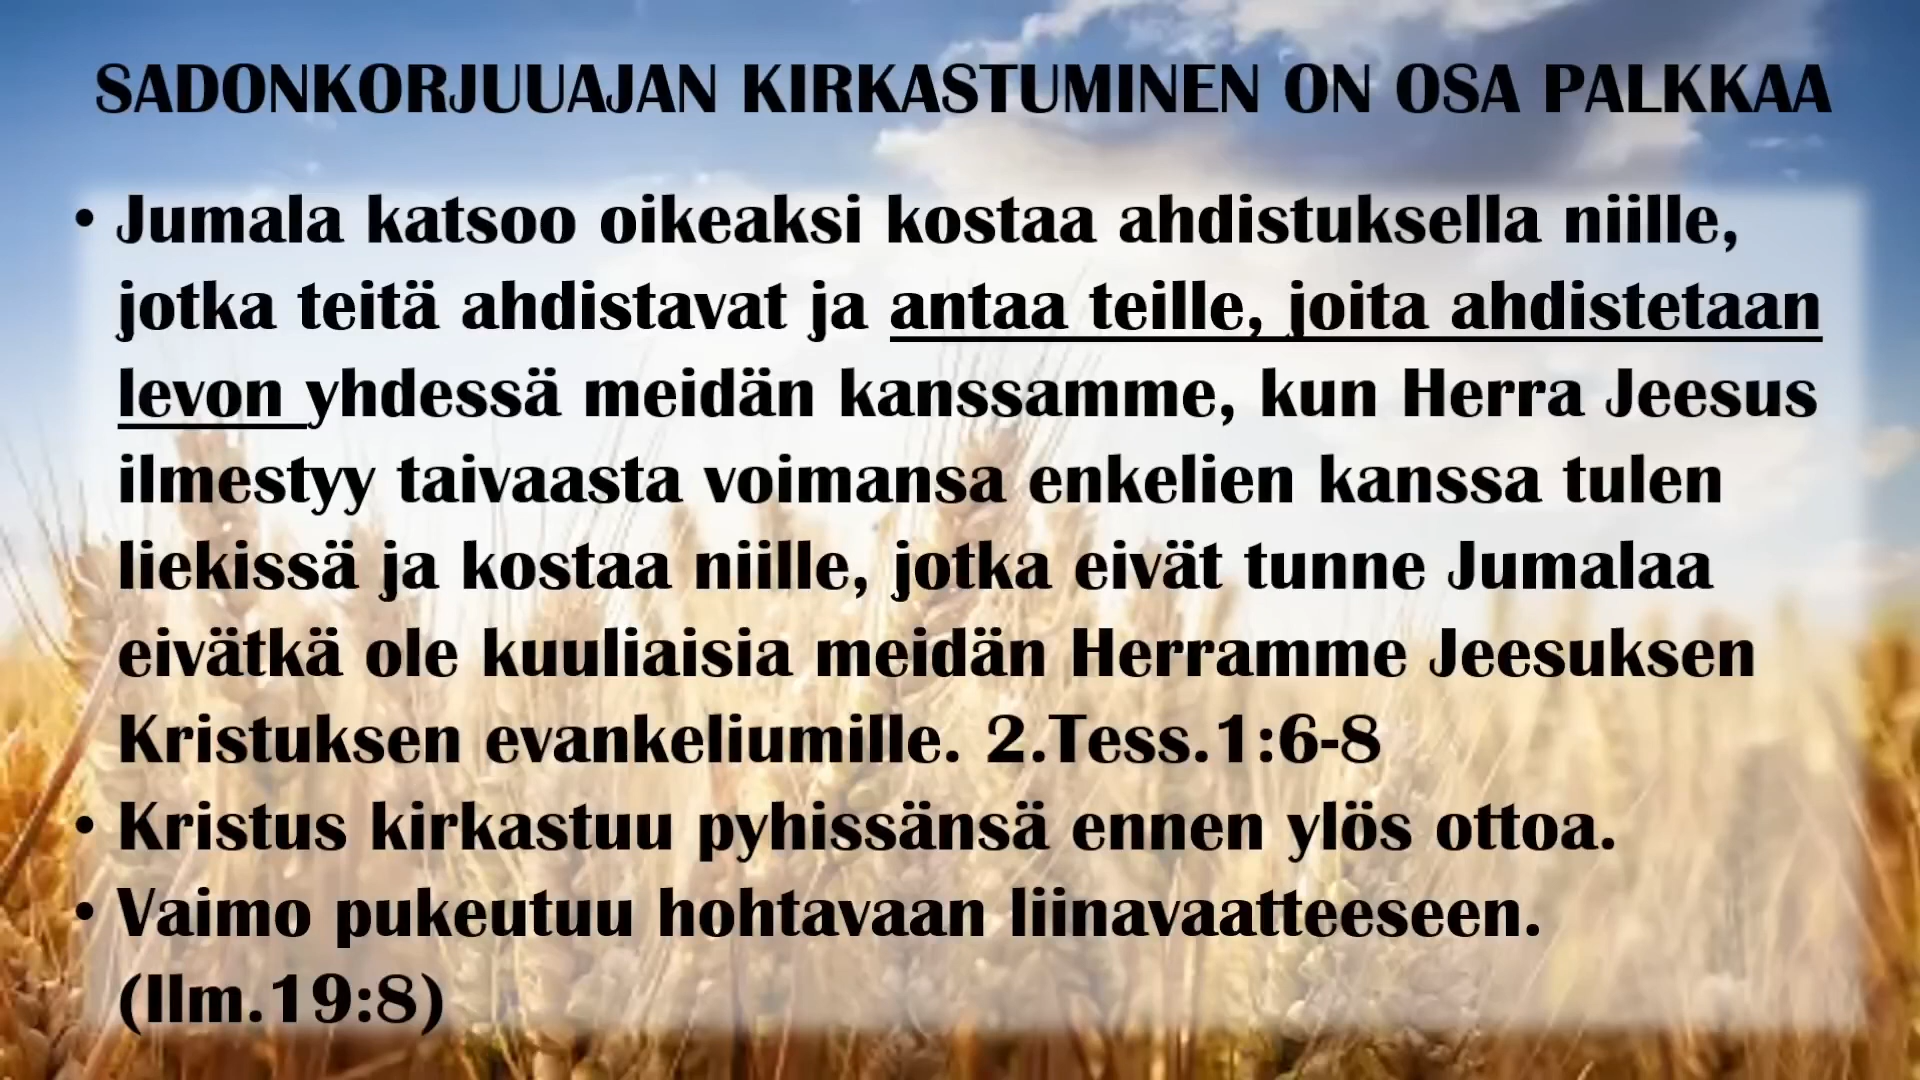 SADONKORJUUAJAN KIRKASTUMINEN ON OSA PALKKAA
• Jumala katsoo oikeaksi kostaa ahdistuksella niille,
jotka teitä ahdistavat ja antaa teille, joita ahdistetaan
levon yhdessä meidän kanssamme, kun Herra Jeesus
ilmestyy taivaasta voimansa enkelien kanssa tulen
liekissä ja kostaa niille, jotka eivät tunne Jumalaa
eivätkä ole kuuliaisia meidän Herramme Jeesuksen
Kristuksen evankeliumille. 2.Tess.1:6-8
• Kristus kirkastuu pyhissänsä ennen ylös ottoa.
• Vaimo pukeutuu hohtavaan liinavaatteeseen.
(Ilm.19:8)